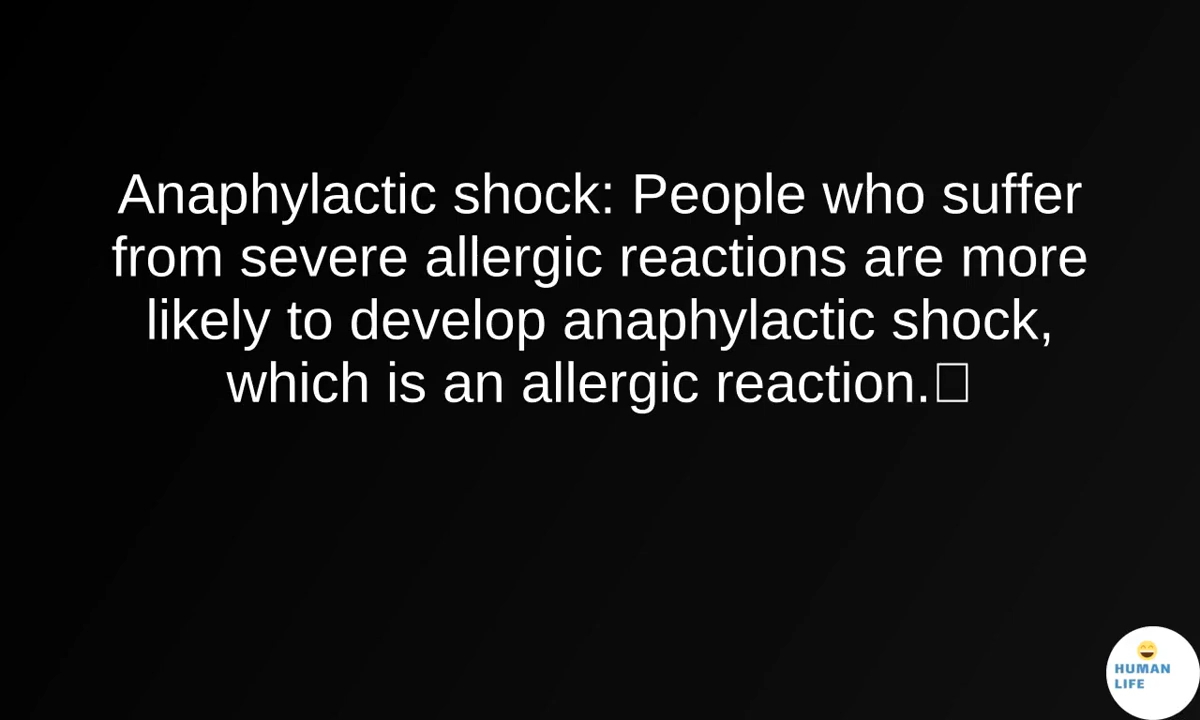 Anaphylactic shock: People who suffer
from severe allergic reactions are more
likely to develop anaphylactic shock,
which is an allergic reaction.
HUMAN
LIFE